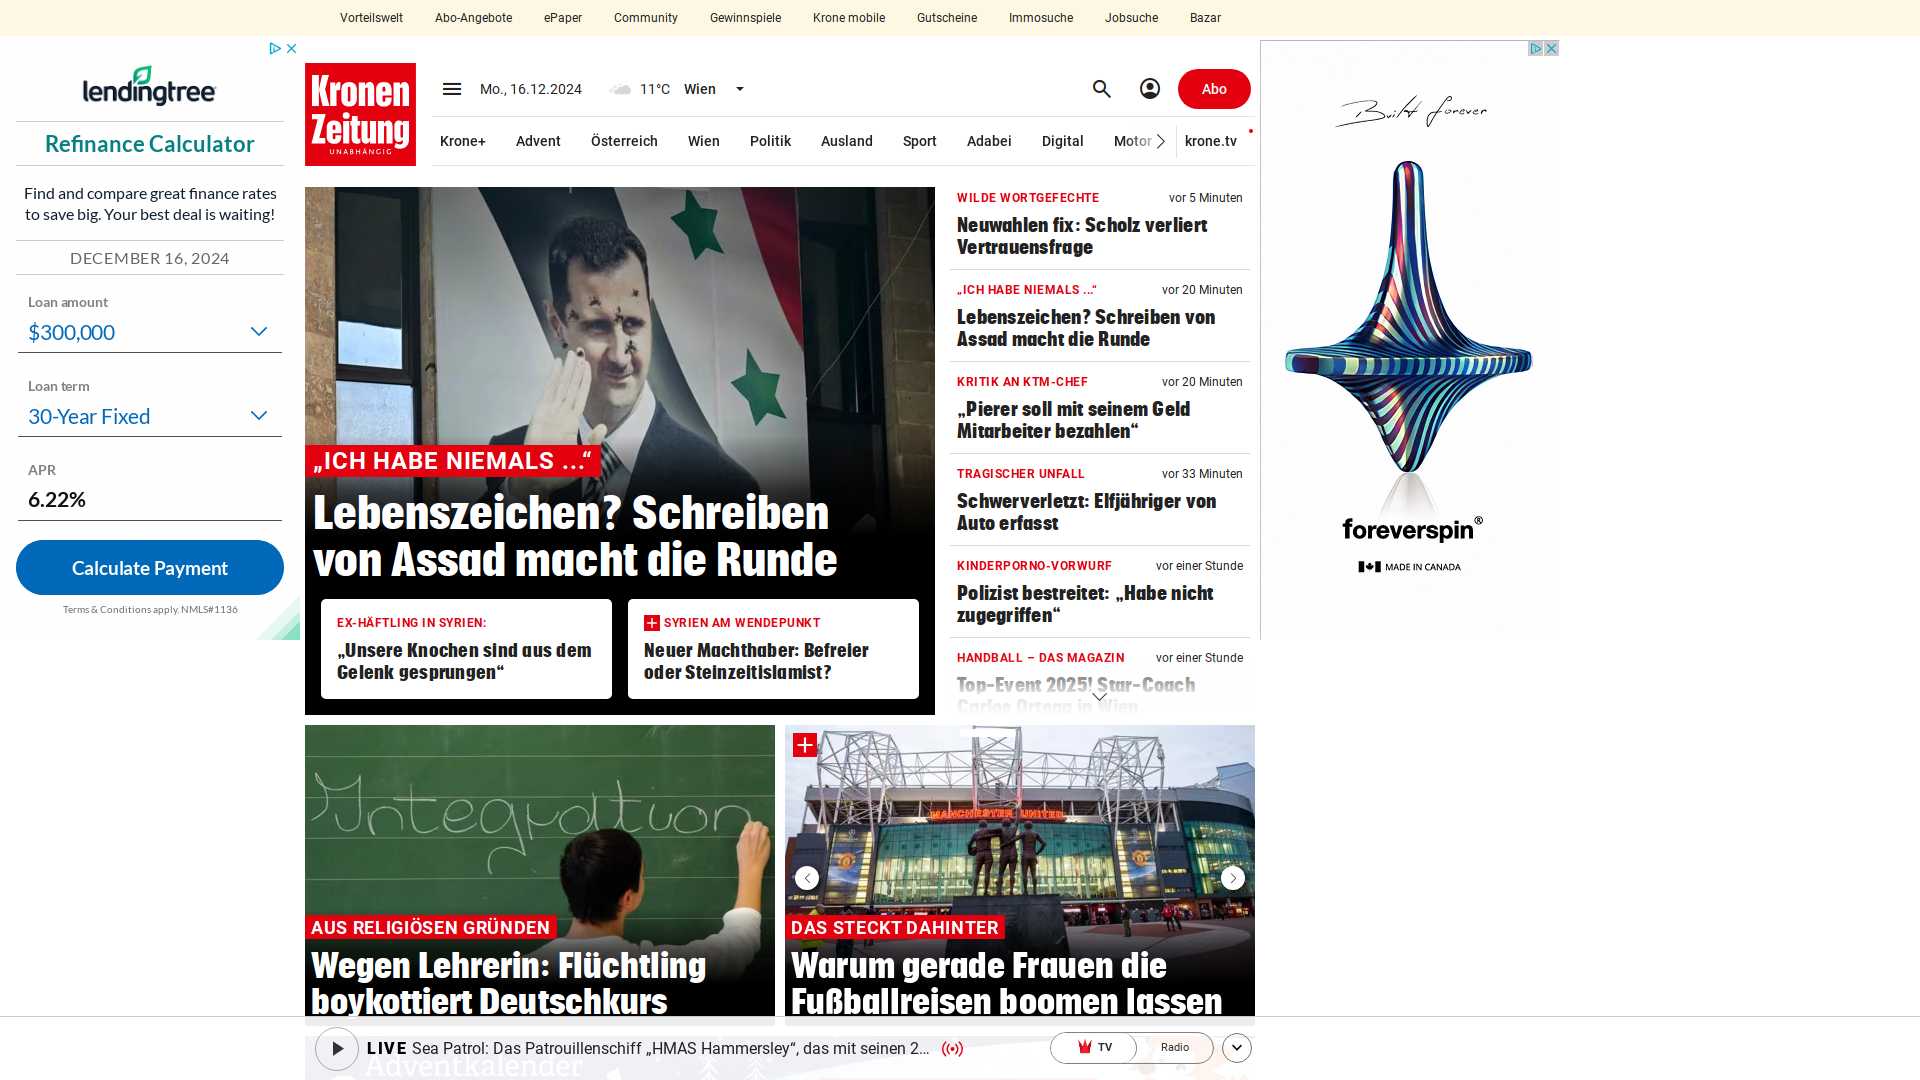 Vorteilswelt Abo-Angebote ePaper Community Gewinnspiele Krone mobile Gutscheine Immosuche Jobsuche Bazar
lendingtree
Refinance Calculator
Find and compare great finance rates
to save big. Your best deal is waiting!
DECEMBER 16, 2024
Loan amount
$300,000
Loan term
30-Year Fixed
APR
6.22%
Calculate Payment
Terms & Conditions apply. NMLS#1136
Kronen
Zeitung
UNABHÄNGIG
Mo., 16.12.2024 11°C Wien
Abo
Krone+ Advent Österreich Wien Politik Ausland Sport Adabei Digital Motor krone.tv
„ICH HABE NIEMALS ...“
Lebenszeichen? Schreiben
von Assad macht die Runde
EX-HÄFTLING IN SYRIEN:
„Unsere Knochen sind aus dem
Gelenk gesprungen“
SYRIEN AM WENDEPUNKT
Neuer Machthaber: Befreier
oder Steinzeitislamist?
WILDE WORTGEFECHTE vor 5 Minuten
Neuwahlen fix: Scholz verliert
Vertrauensfrage
„ICH HABE NIEMALS ...“ vor 20 Minuten
Lebenszeichen? Schreiben von
Assad macht die Runde
KRITIK AN KTM-CHEF vor 20 Minuten
„Pierer soll mit seinem Geld
Mitarbeiter bezahlen“
TRAGISCHER UNFALL vor 33 Minuten
Schwerverletzt: Elfjähriger von
Auto erfasst
KINDERPORNO-VORWURF vor einer Stunde
Polizist bestreitet: „Habe nicht
zugegriffen“
HANDBALL – DAS MAGAZIN vor einer Stunde
Top-Event 2025! Star-Coach
Carlos Ortega in Wien
Built forever
foreverspin®
MADE IN CANADA
Integration
AUS RELIGIÖSEN GRÜNDEN
Wegen Lehrerin: Flüchtling
boykottiert Deutschkurs
MANCHESTER UNITED
DAS STECKT DAHINTER
Warum gerade Frauen die
Fußballreisen boomen lassen
LIVE Sea Patrol: Das Patrouillenschiff „HMAS Hammersley“, das mit seinen 2...
TV Radio
Adventkalender